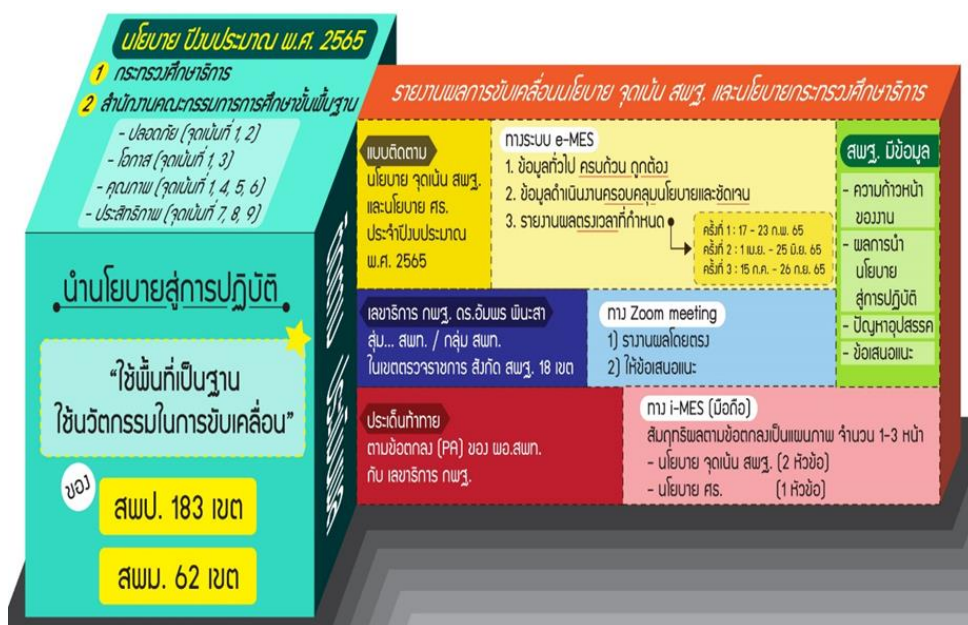 นโยบาย ปีงบประมาณ พ.ศ. 2565
1 กระทรวงศึกษาธิการ
2 สำนักงานคณะกรรมการการศึกษาขั้นพื้นฐาน
- ปลอดภัย (จุดเน้นที่ 1, 2)
- โอกาส (จุดเน้นที่ 1, 3)
- คุณภาพ (จุดเน้นที่ 1, 4, 5, 6)
- ประสิทธิภาพ (จุดเน้นที่ 7, 8, 9)
นำนโยบายสู่การปฏิบัติ
“ใช้พื้นที่เป็นฐาน
ใช้นวัตกรรมในการขับเคลื่อน”
ของ
สพป. 183 เขต
สพม. 62 เขต
รายงานผลการขับเคลื่อนนโยบาย จุดเน้น สพฐ. และนโยบายกระทรวงศึกษาธิการ
แบบติดตาม
นโยบาย จุดเน้น สพฐ.
และนโยบาย ศธ.
ประจำปีงบประมาณ
พ.ศ. 2565
ทางระบบ e-MES
1. ข้อมูลทั่วไป ครบถ้วน ถูกต้อง
2. ข้อมูลดำเนินงานครอบคลุมนโยบายและชัดเจน
3. รายงานผลตรงเวลาที่กำหนด
ครั้งที่ 1 : 17 - 23 ก.พ. 65
ครั้งที่ 2 : 1 เม.ย. - 25 มิ.ย. 65
ครั้งที่ 3 : 15 ก.ค. - 26 ก.ย. 65
สพฐ. มีข้อมูล
- ความก้าวหน้า
ของงาน
- ผลการนำ
นโยบาย
สู่การปฏิบัติ
- ปัญหาอุปสรรค
- ข้อเสนอแนะ
เลขาธิการ กพฐ. ดร.อัมพร พินะสา
สุ่ม... สพท. / กลุ่ม สพท.
ในเขตตรวจราชการ สังกัด สพฐ. 18 เขต
ทาง Zoom meeting
1) รางานผลโดยตรง
2) ให้ข้อเสนอแนะ
ประเด็นท้าทาย
ตามข้อตกลง (PA) ของ ผอ.สพท.
กับ เลขาธิการ กพฐ.
ทาง i-MES (มือถือ)
สัมฤทธิผลตามข้อตกลงเป็นแผนภาพ จำนวน 1-3 หน้า
- นโยบาย จุดเน้น สพฐ. (2 หัวข้อ)
- นโยบาย ศธ. (1 หัวข้อ)